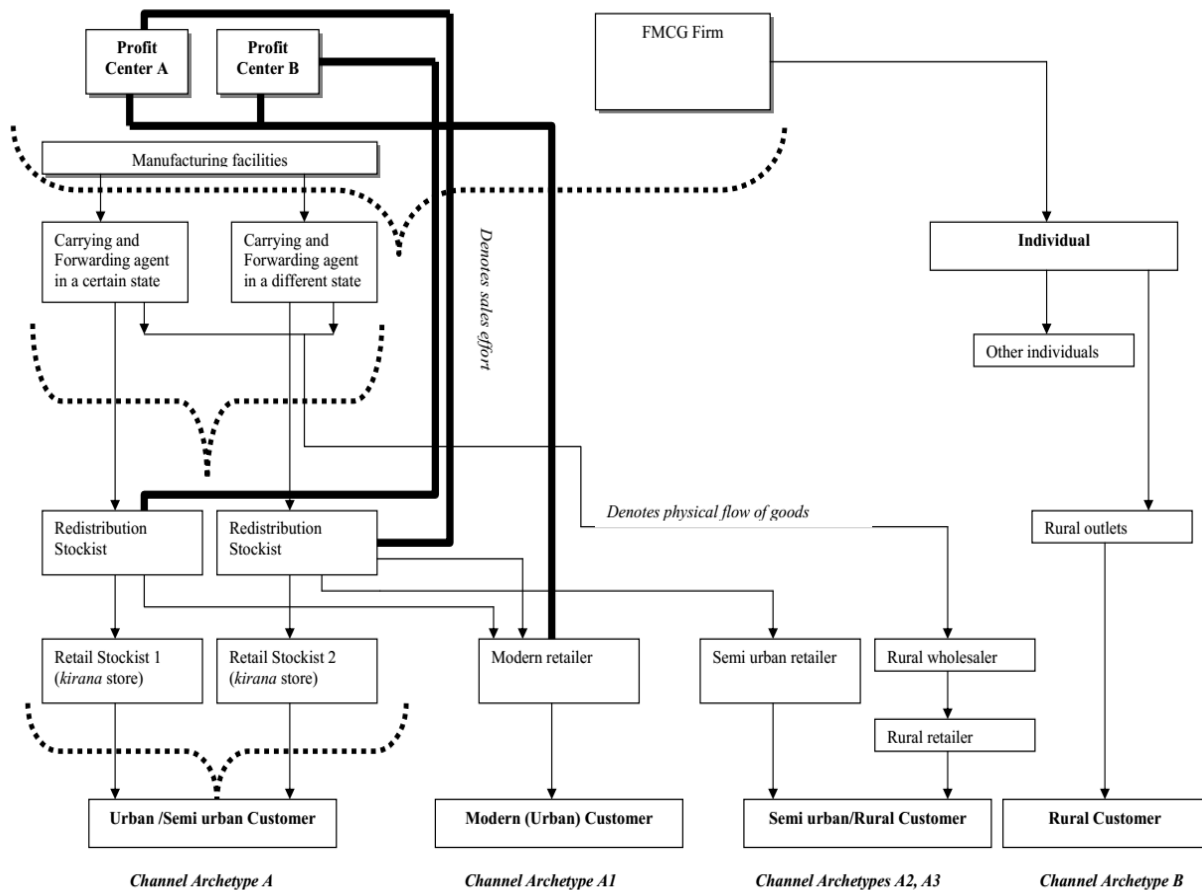 Profit
Center A
Profit
Center B
FMCG Firm
Manufacturing facilities
Carrying and
Forwarding agent
in a certain state
Carrying and
Forwarding agent
in a different state
Denotes sales effort
Individual
Other individuals
Redistribution
Stockist
Redistribution
Stockist
Denotes physical flow of goods
Rural outlets
Retail Stockist 1
(kirana store)
Retail Stockist 2
(kirana store)
Modern retailer
Semi urban retailer
Rural wholesaler
Rural retailer
Urban /Semi urban Customer
Modern (Urban) Customer
Semi urban/Rural Customer
Rural Customer
Channel Archetype A
Channel Archetype A1
Channel Archetypes A2, A3
Channel Archetype B